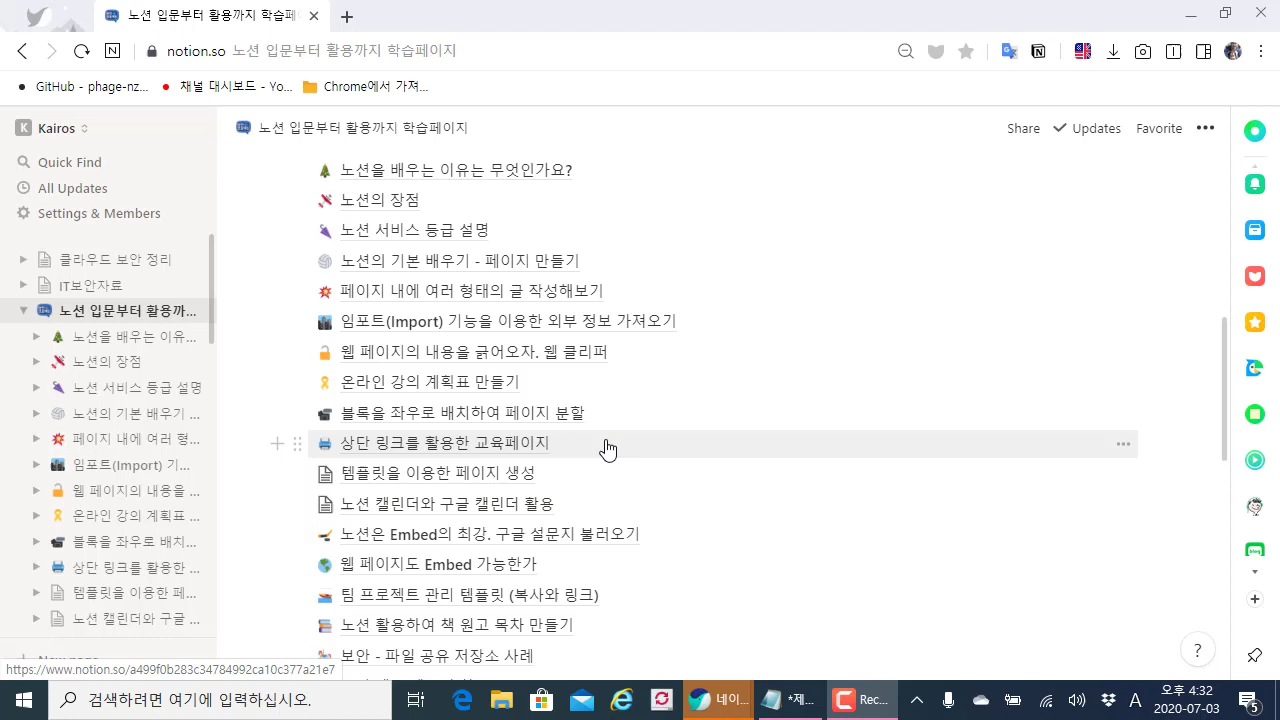 노션 입문부터 활용까지 학습페이
notion.so 노션 입문부터 활용까지 학습페이지
GitHub - phage-nz...
채널 대시보드 - Yo...
Chrome에서 가져...
K Kairos
노션 입문부터 활용까지 학습페이지
Share
Updates
Favorite
Quick Find
All Updates
Settings & Members
클라우드 보안 정리
IT보안자료
노션 입문부터 활용까...
노션을 배우는 이유...
노션의 장점
노션 서비스 등급 설명
노션의 기본 배우기 ...
페이지 내에 여러 형...
임포트(Import) 기...
웹 페이지의 내용을 ...
온라인 강의 계획표 ...
블록을 좌우로 배치...
상단 링크를 활용한 ...
템플릿을 이용한 페...
노션 캘린더와 구글 ...
노션을 배우는 이유는 무엇인가요?
노션의 장점
노션 서비스 등급 설명
노션의 기본 배우기 - 페이지 만들기
페이지 내에 여러 형태의 글 작성해보기
임포트(Import) 기능을 이용한 외부 정보 가져오기
웹 페이지의 내용을 긁어오자. 웹 클리퍼
온라인 강의 계획표 만들기
블록을 좌우로 배치하여 페이지 분할
상단 링크를 활용한 교육페이지
템플릿을 이용한 페이지 생성
노션 캘린더와 구글 캘린더 활용
노션은 Embed의 최강. 구글 설문지 불러오기
웹 페이지도 Embed 가능한가
팀 프로젝트 관리 템플릿 (복사와 링크)
노션 활용하여 책 원고 목차 만들기
보안 - 파일 공유 저장소 사례
?
https://www.notion.so/a499f0b283c34784992ca10c377a21e7
검색하려면 여기에 입력하십시오.
네이...
*제...
Rec...
A
오후 4:32
2020-07-03
5